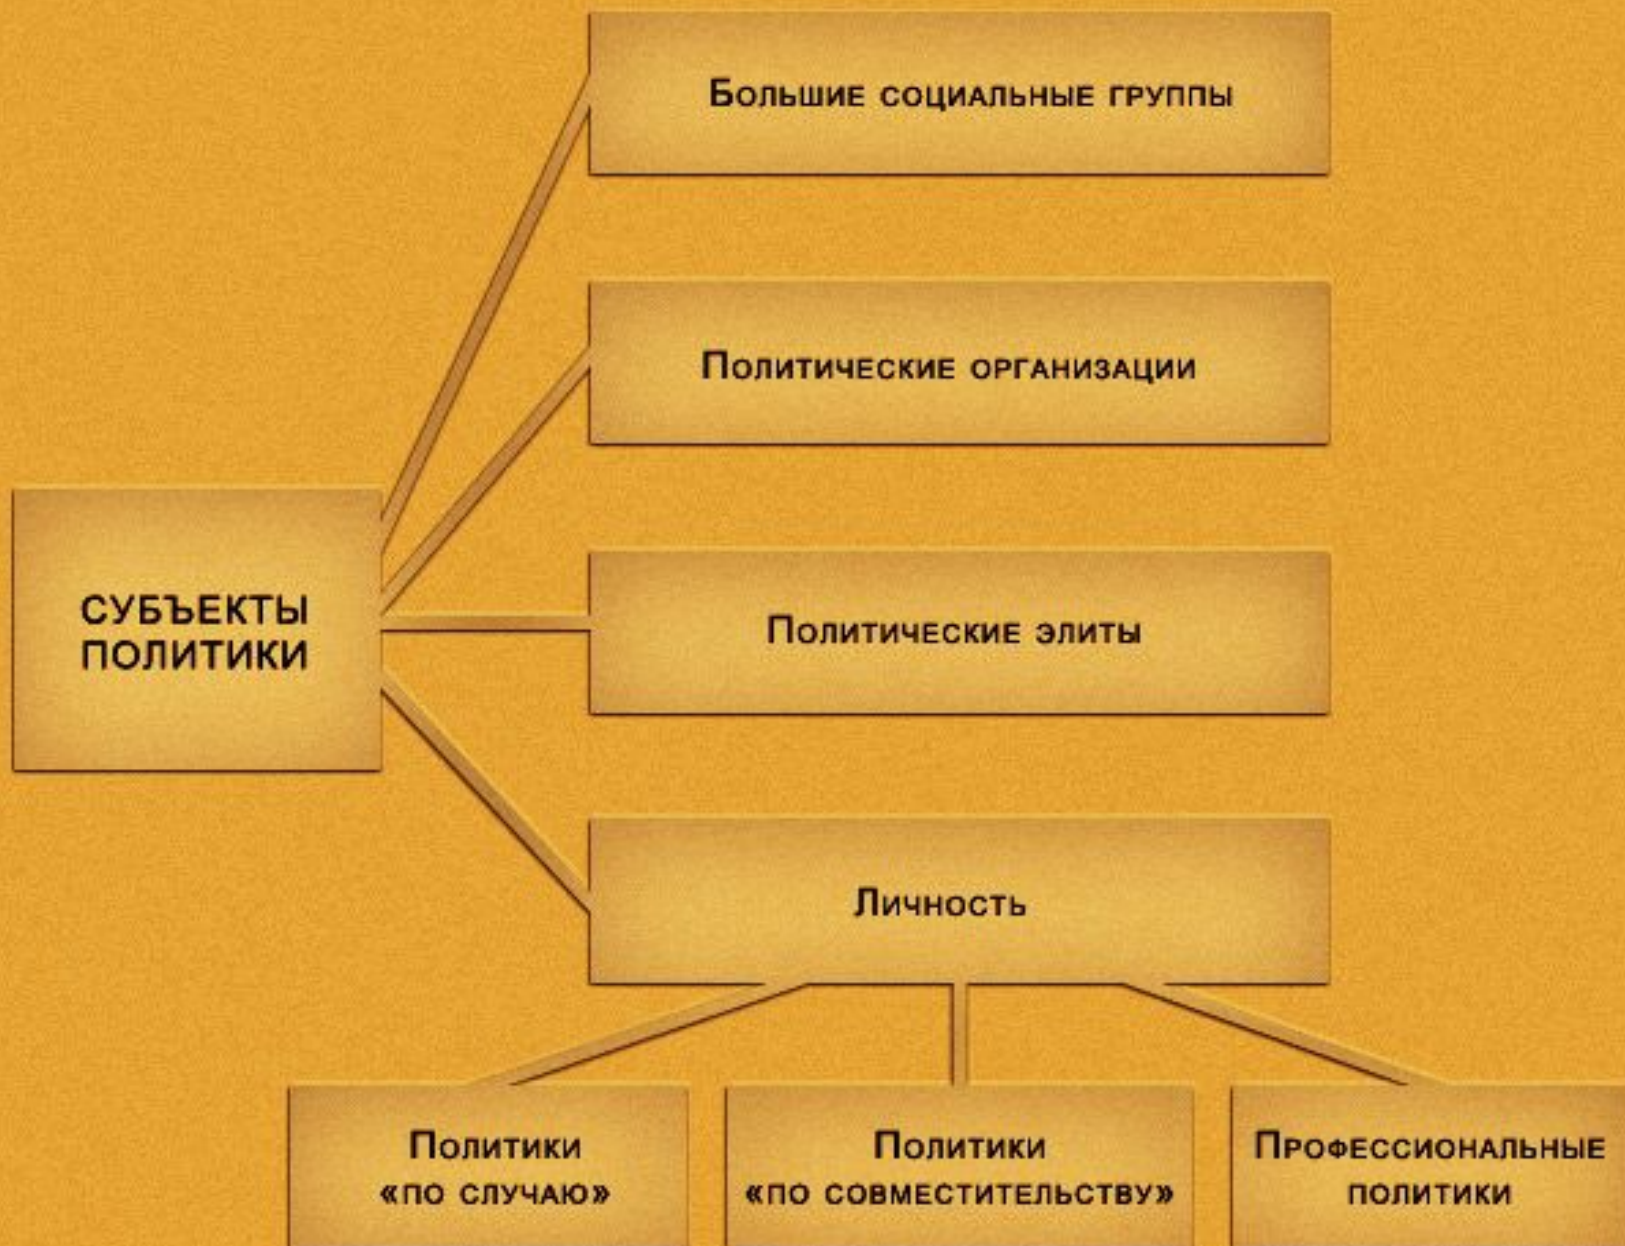 Большие социальные группы
Политические организации
СУБЪЕКТЫ
ПОЛИТИКИ
Политические элиты
Личность
Политики
«по случаю»
Политики
«по совместительству»
Профессиональные
политики